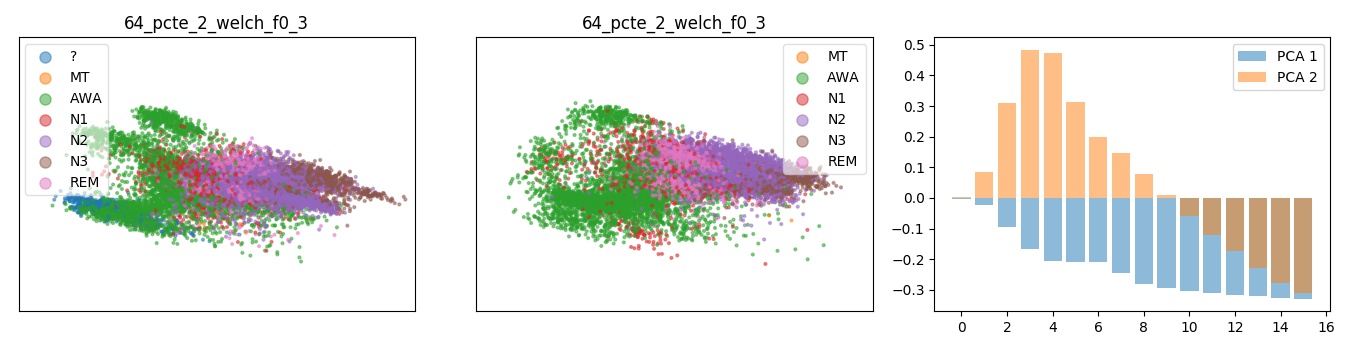 64_pcte_2_welch_f0_3
?
MT
AWA
N1
N2
N3
REM
64_pcte_2_welch_f0_3
MT
AWA
N1
N2
N3
REM
0.5
0.4
0.3
0.2
0.1
0.0
−0.1
−0.2
−0.3
PCA 1
PCA 2
0 2 4 6 8 10 12 14 16